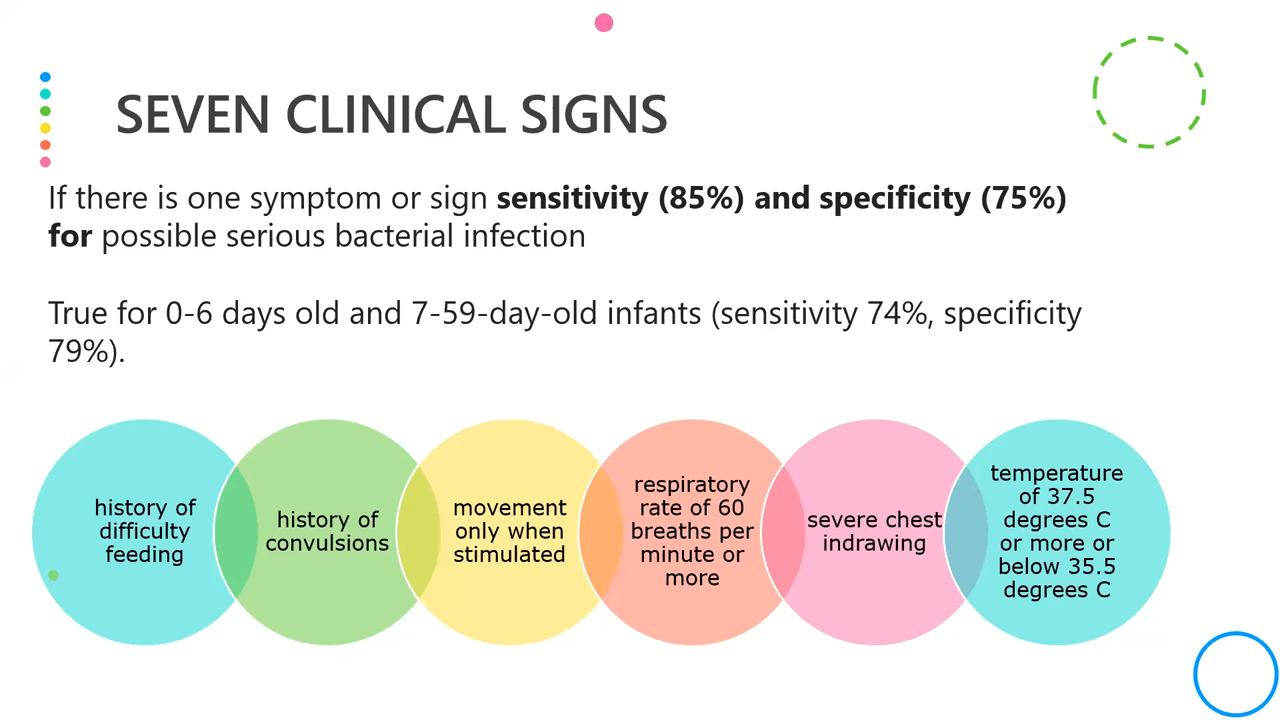 SEVEN CLINICAL SIGNS
If there is one symptom or sign sensitivity (85%) and specificity (75%)
for possible serious bacterial infection
True for 0-6 days old and 7-59-day-old infants (sensitivity 74%, specificity
79%).
history of
difficulty
feeding
history of
convulsions
movement
only when
stimulated
respiratory
rate of 60
breaths per
minute or
more
severe chest
indrawing
temperature
of 37.5
degrees C
or more or
below 35.5
degrees C